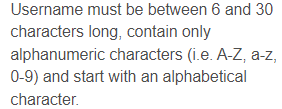 Username must be between 6 and 30
characters long, contain only
alphanumeric characters (i.e. A-Z, a-z,
0-9) and start with an alphabetical
character.